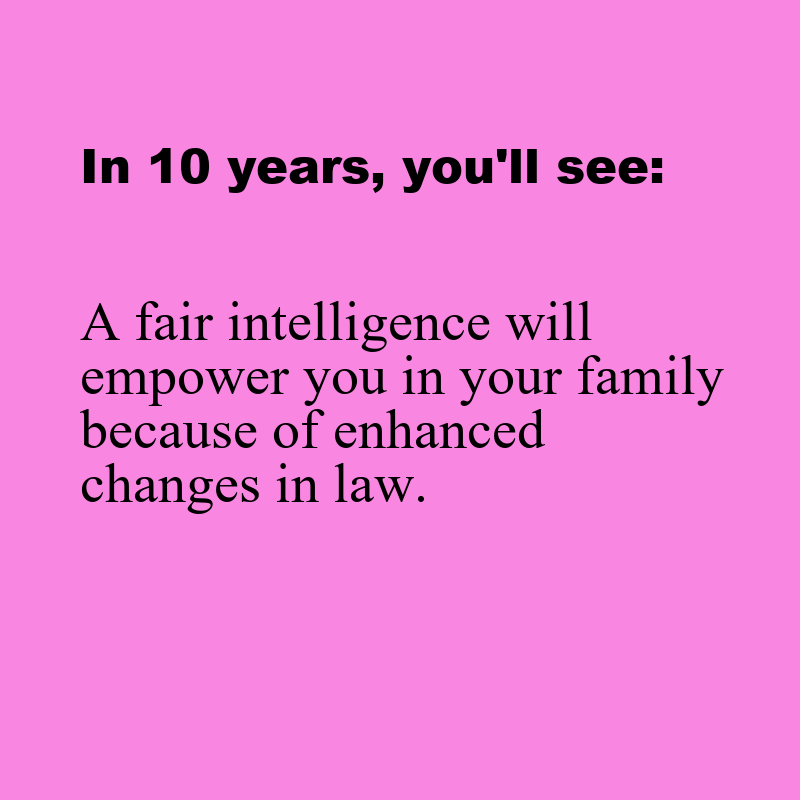 In 10 years, you'll see:
A fair intelligence will
empower you in your family
because of enhanced
changes in law.